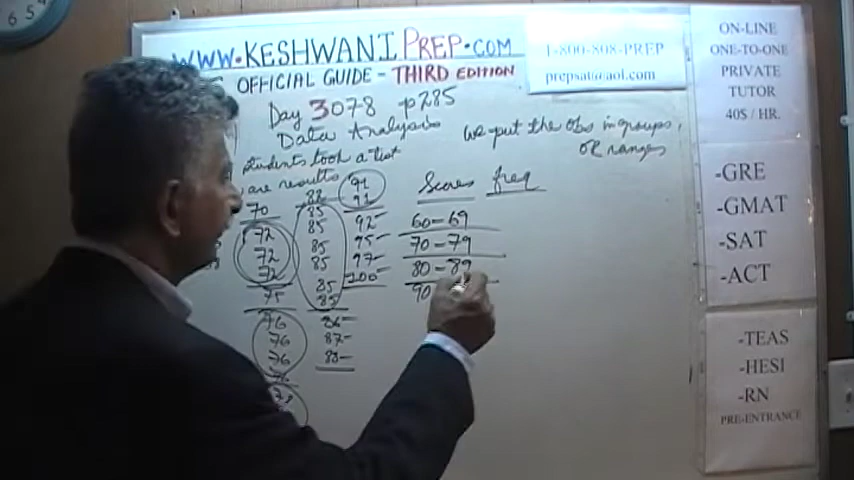 WWW.KESHWANIPREP.COM
OFFICIAL GUIDE - THIRD EDITION
Day 3078 p285
Data Analysis
we put the obs in groups,
OR ranges
students took a test
are results
70
72
72
72
75
76
76
76
85
85
85
85
85
85
87-
91
91
92-
95-
97-
100-
Scores freq
60-69
70-79
80-89
90
1-800-808-PREP
prepsat@aol.com
ON-LINE
ONE-TO-ONE
PRIVATE
TUTOR
40$ / HR.
-GRE
-GMAT
-SAT
-ACT
-TEAS
-HESI
-RN
PRE-ENTRANCE
6 5